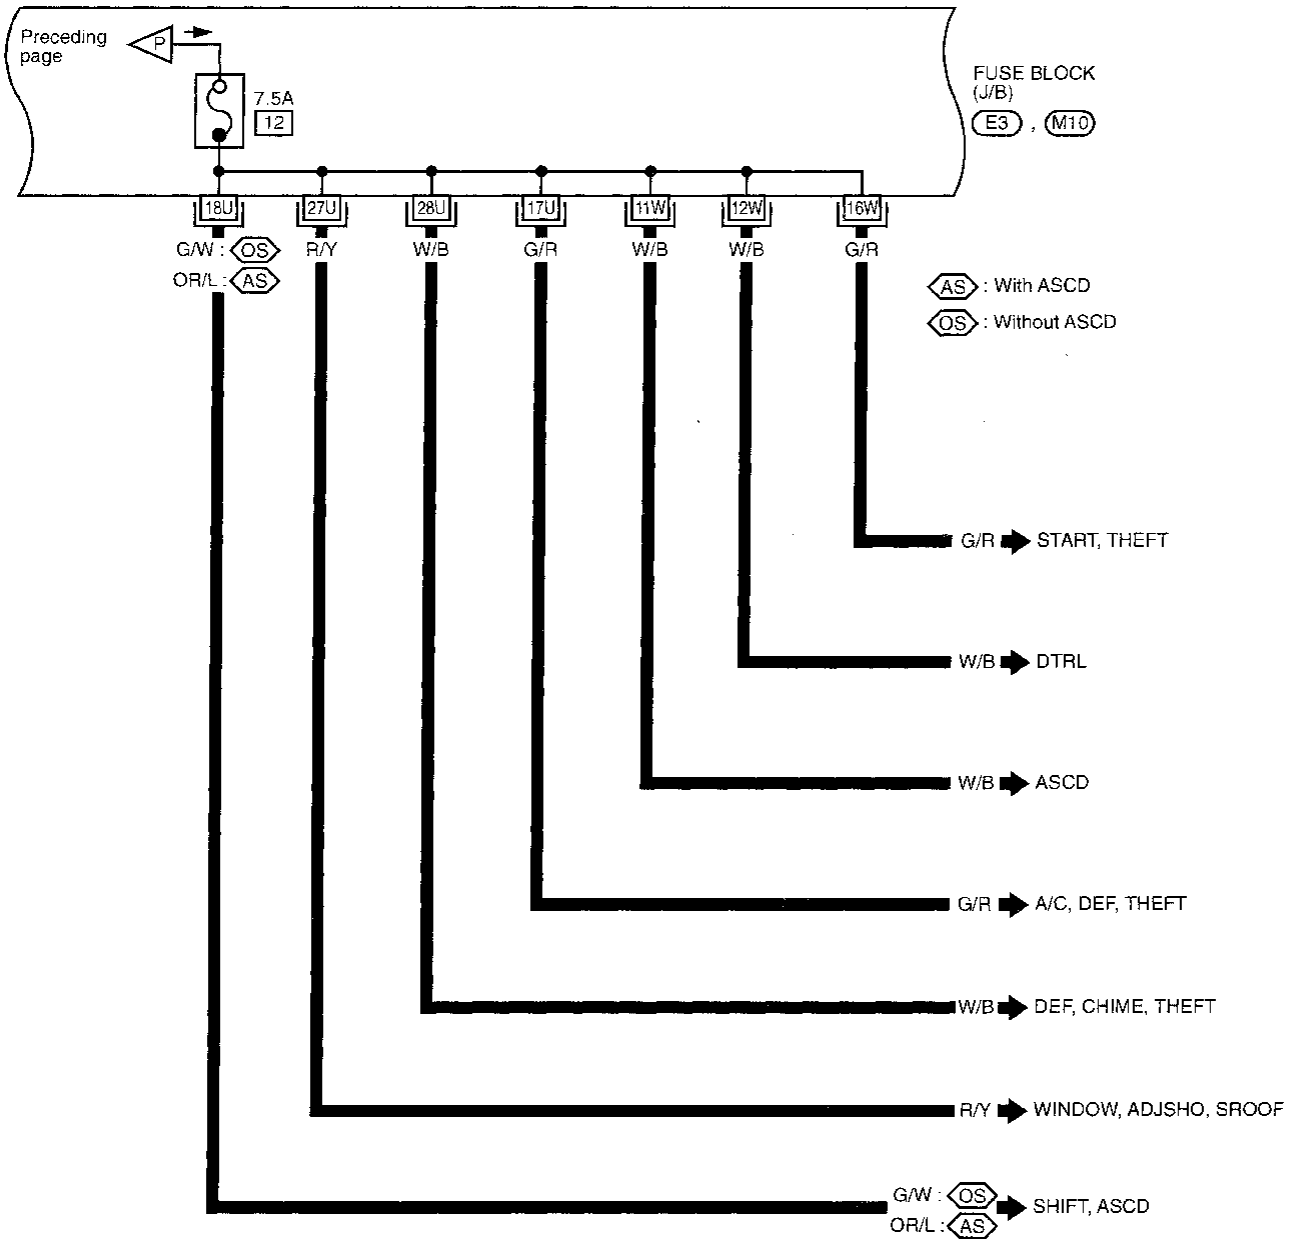 Preceding
page
P
7.5A
12
FUSE BLOCK
(J/B)
E3 , M10
18U 27U 28U 17U 11W 12W 16W
G/W : OS R/Y W/B G/R W/B W/B G/R
OR/L : AS
AS : With ASCD
OS : Without ASCD
G/R START, THEFT
W/B DTRL
W/B ASCD
G/R A/C, DEF, THEFT
W/B DEF, CHIME, THEFT
R/Y WINDOW, ADJSHO, SROOF
G/W : OS
OR/L : AS
SHIFT, ASCD